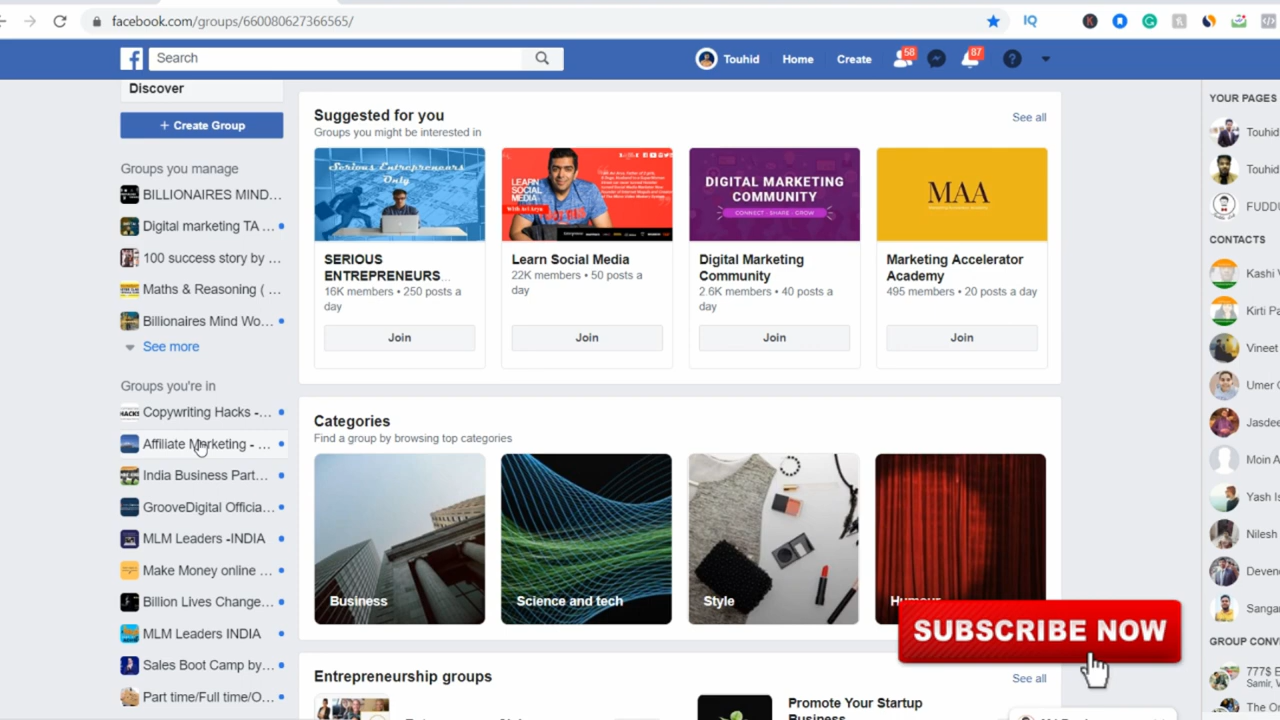 facebook.com/groups/660080627366565/
IQ
Search
Touhid
Home
Create
58
87
Discover
+ Create Group
Groups you manage
BILLIONAIRES MIND...
Digital marketing TA ...
100 success story by ...
Maths & Reasoning ( ...
Billionaires Mind Wo...
See more
Groups you're in
Copywriting Hacks -...
Affiliate Marketing - ...
India Business Part...
GrooveDigital Officia...
MLM Leaders -INDIA
Make Money online ...
Billion Lives Change...
MLM Leaders INDIA
Sales Boot Camp by...
Part time/Full time/O...
Suggested for you
See all
Groups you might be interested in
Serious Entrepreneurs
Only
SERIOUS
ENTREPRENEURS...
16K members • 250 posts a
day
Join
LEARN
SOCIAL
MEDIA
Learn Social Media
22K members • 50 posts a
day
Join
DIGITAL MARKETING
COMMUNITY
CONNECT - SHARE - GROW
Digital Marketing
Community
2.6K members • 40 posts a
day
Join
MAA
Marketing Accelerator
Academy
495 members • 20 posts a day
Join
Categories
Find a group by browsing top categories
Business
Science and tech
Style
Humour
SUBSCRIBE NOW
Entrepreneurship groups
See all
Promote Your Startup
Business
YOUR PAGES
Touhid
Touhid
FUDDU
CONTACTS
Kashi
Kirti Pa
Vineet
Umer
Jasdee
Moin A
Yash Is
Nilesh
Deven
Sangar
GROUP CONV
777$ E
Samir, V
The Or